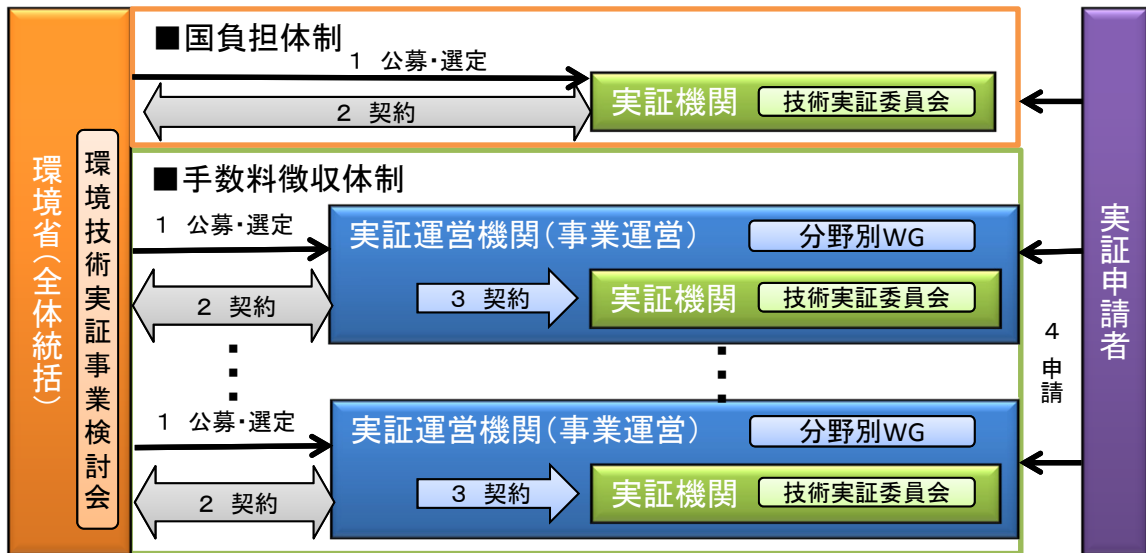 環境省(全体統括)
環境技術実証事業検討会
■国負担体制
1 公募・選定
2 契約
実証機関
技術実証委員会
■手数料徴収体制
1 公募・選定
2 契約
実証運営機関(事業運営)
分野別WG
3 契約
実証機関
技術実証委員会
1 公募・選定
2 契約
実証運営機関(事業運営)
分野別WG
3 契約
実証機関
技術実証委員会
4 申請
実証申請者